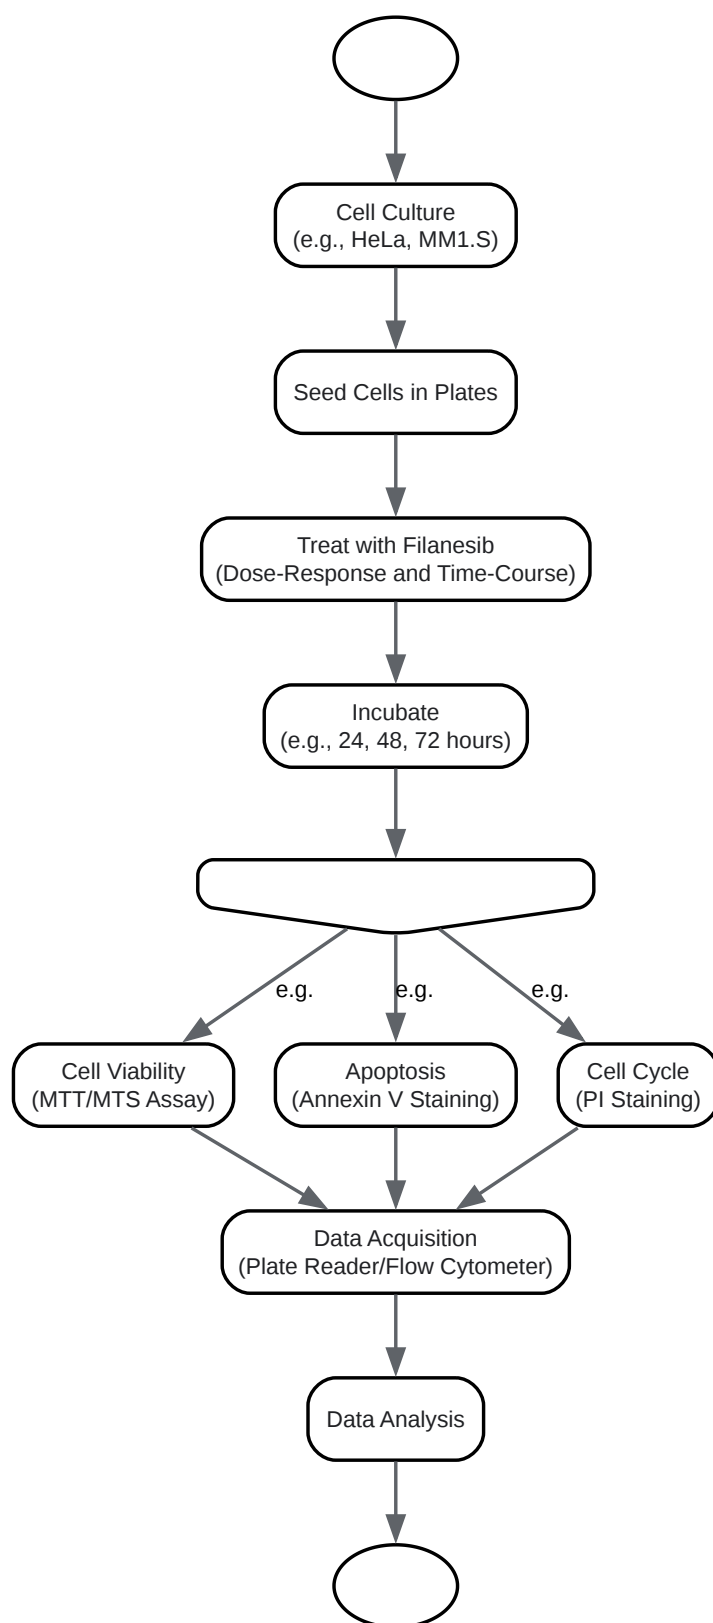 Cell Culture
(e.g., HeLa, MM1.S)
Seed Cells in Plates
Treat with Filanesib
(Dose-Response and Time-Course)
Incubate
(e.g., 24, 48, 72 hours)
e.g.
e.g.
e.g.
Cell Viability
(MTT/MTS Assay)
Apoptosis
(Annexin V Staining)
Cell Cycle
(PI Staining)
Data Acquisition
(Plate Reader/Flow Cytometer)
Data Analysis